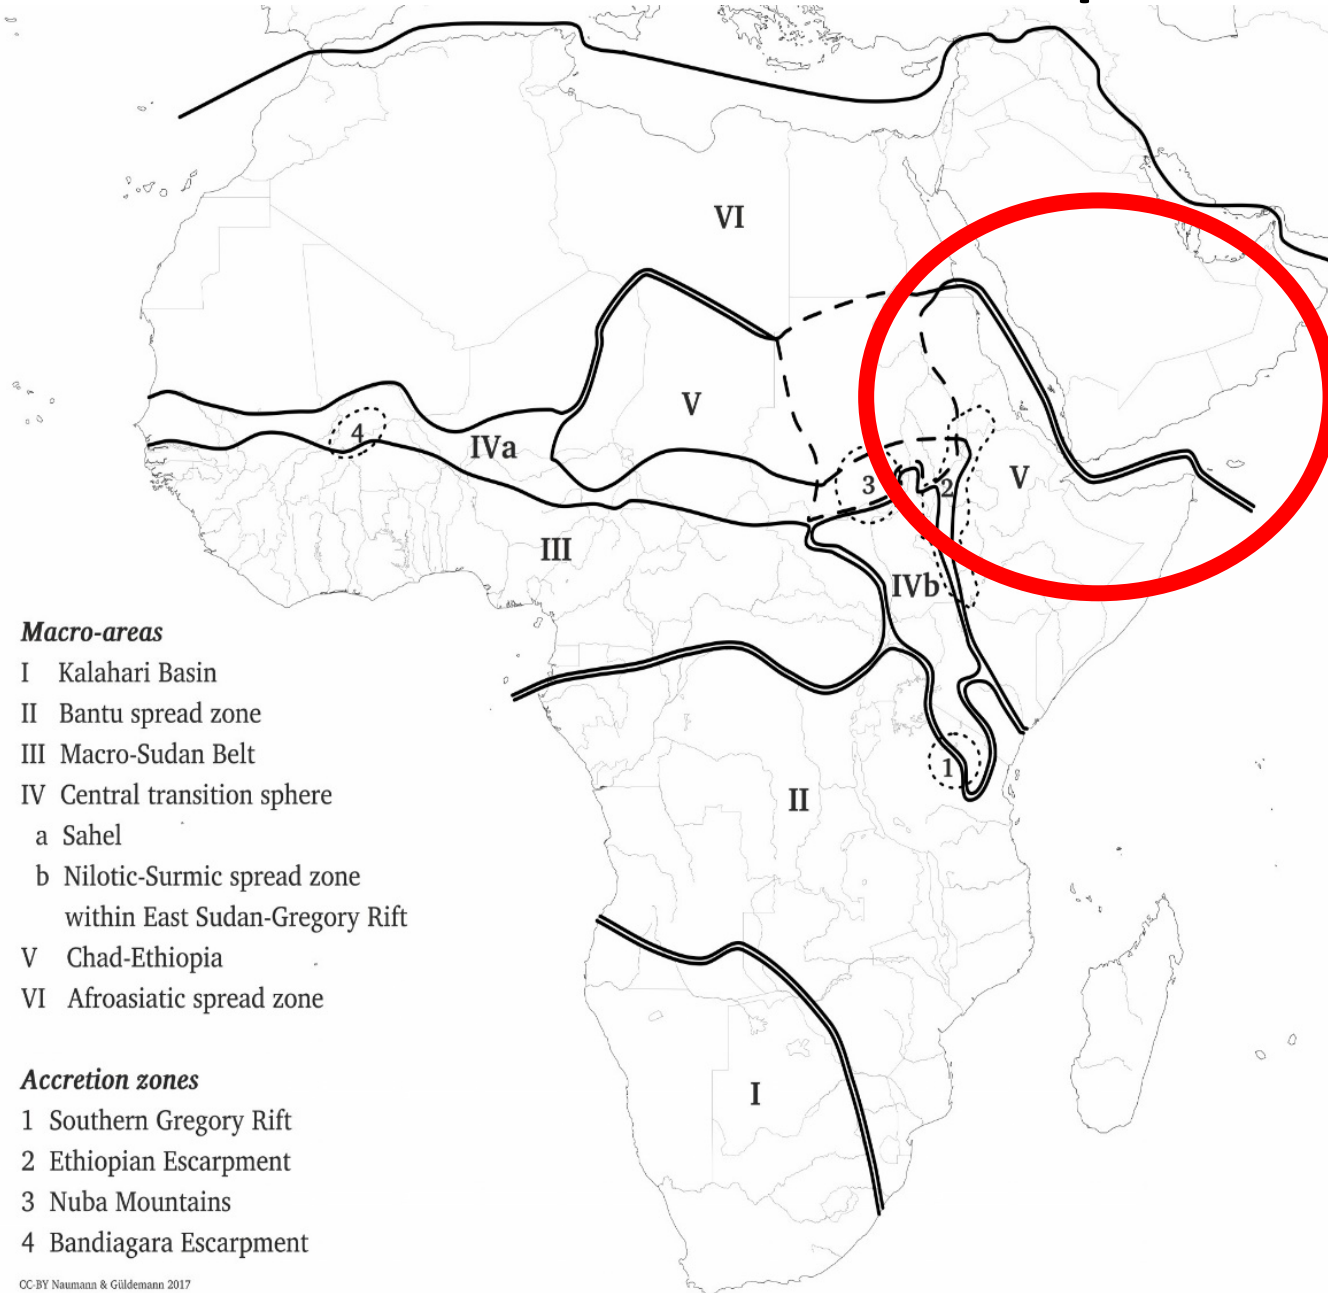 VI
V
4
IVa
3
2
V
III
IVb
1
II
I
Macro-areas
I Kalahari Basin
II Bantu spread zone
III Macro-Sudan Belt
IV Central transition sphere
a Sahel
b Nilotic-Surmic spread zone
within East Sudan-Gregory Rift
V Chad-Ethiopia
VI Afroasiatic spread zone
Accretion zones
1 Southern Gregory Rift
2 Ethiopian Escarpment
3 Nuba Mountains
4 Bandiagara Escarpment
CC-BY Naumann & Güldemann 2017